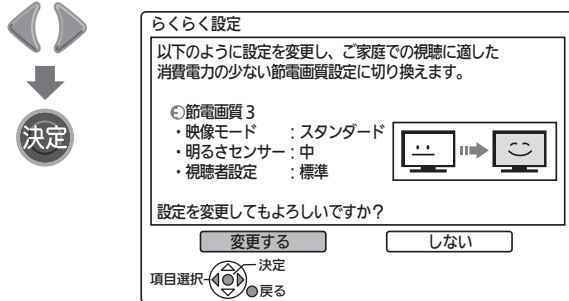 らくらく設定
以下のように設定を変更し、ご家庭での視聴に適した
消費電力の少ない節電画質設定に切り換えます。
節電画質3
・映像モード　：スタンダード
・明るさセンサー：中
・視聴者設定　：標準
設定を変更してもよろしいですか？
変更する　しない
項目選択　決定
戻る
決定